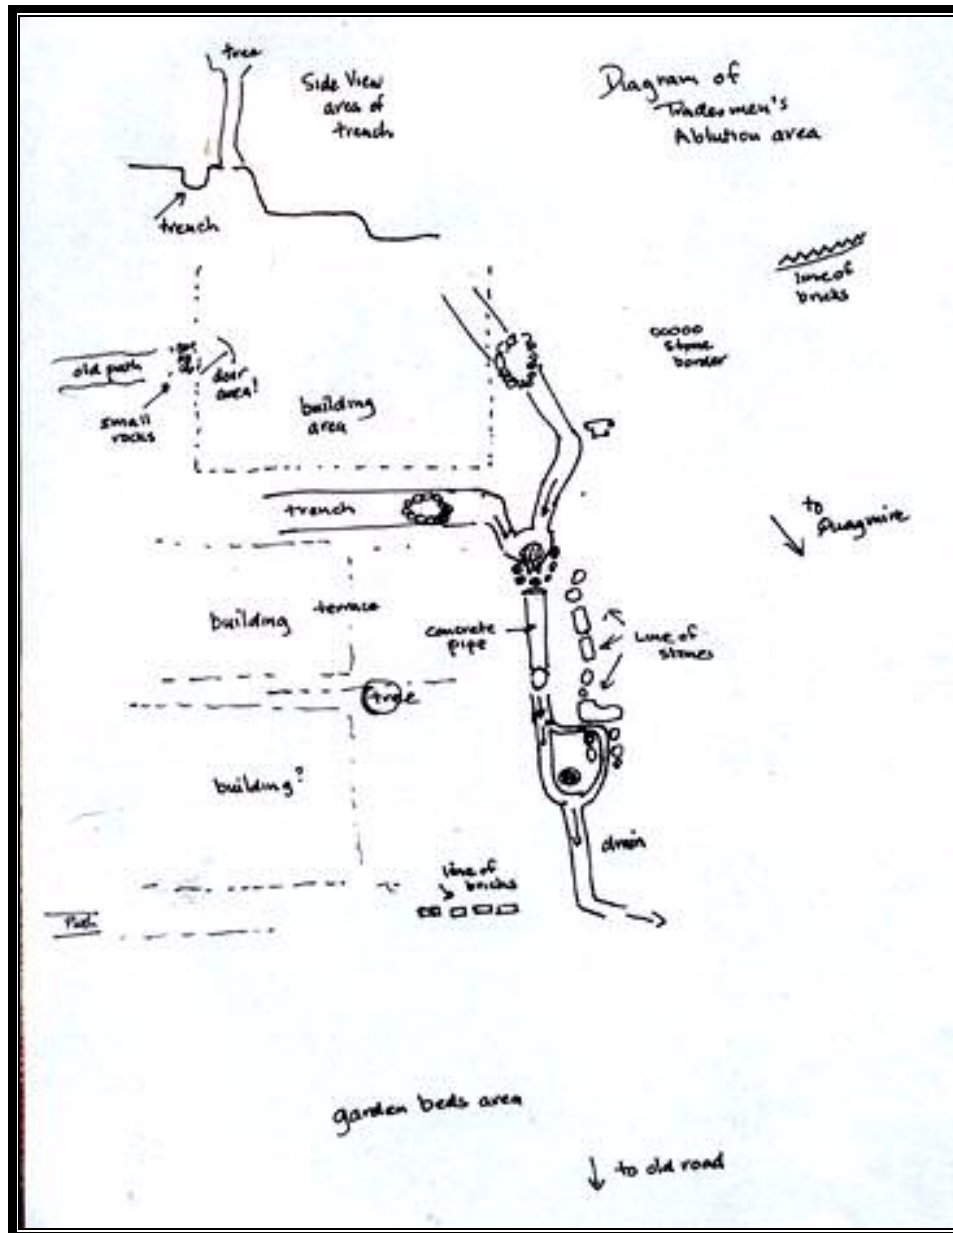 tree
Side View
area of
trench
Diagram of
Tradesmen's
Ablution area
trench
line of
bricks
stone
border
old path
door
area!
small
rocks
building
area
to
Quagmire
trench
building
terrace
concrete
pipe
line of
stones
tree
building?
drain
line of
bricks
Path
garden beds area
to old road